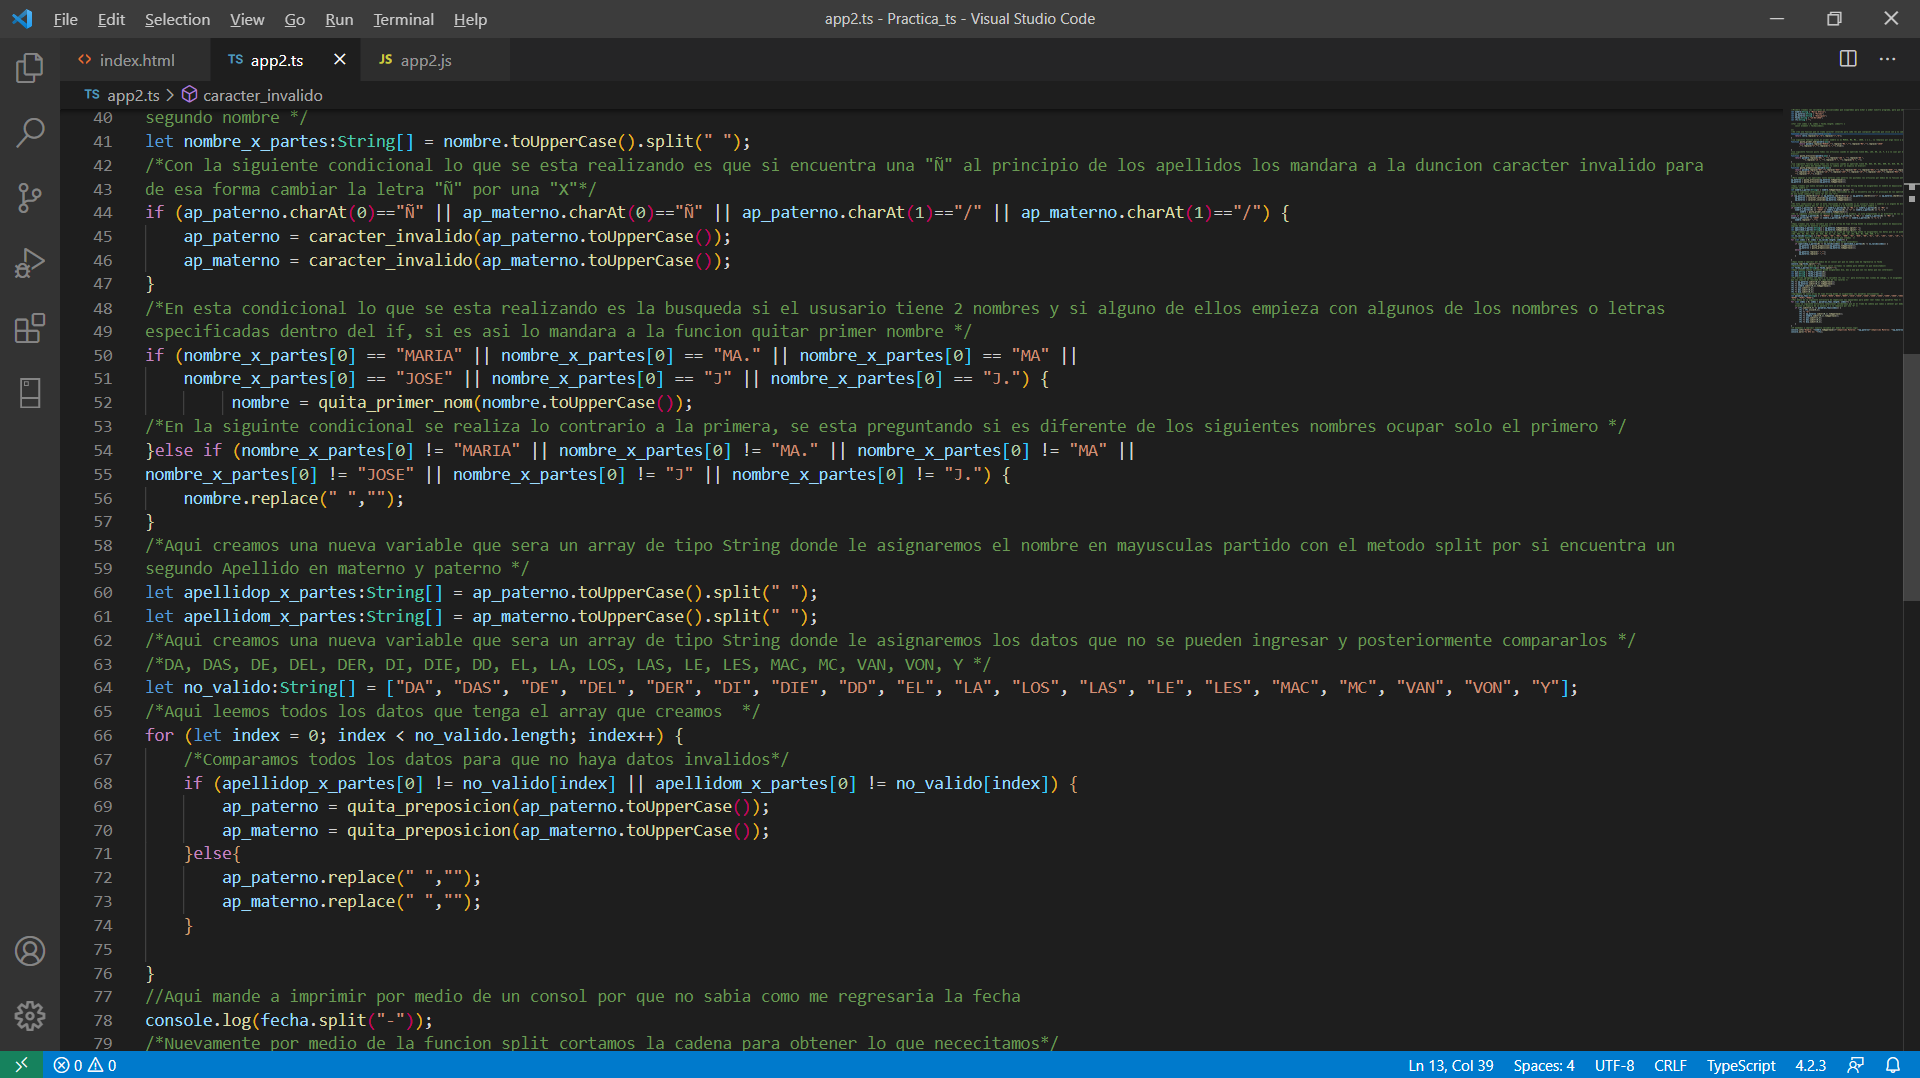 File Edit Selection View Go Run Terminal Help
app2.ts - Practica_ts - Visual Studio Code
index.html
TS app2.ts
JS app2.js
TS app2.ts > caracter_invalido
40 segundo nombre */
41 let nombre_x_partes:String[] = nombre.toUpperCase().split(" ");
42 /*Con la siguiente condicional lo que se esta realizando es que si encuentra una "Ñ" al principio de los apellidos los mandara a la duncion caracter invalido para
43 de esa forma cambiar la letra "Ñ" por una "X"*/
44 if (ap_paterno.charAt(0)=="Ñ" || ap_materno.charAt(0)=="Ñ" || ap_paterno.charAt(1)=="/" || ap_materno.charAt(1)=="/") {
45 ap_paterno = caracter_invalido(ap_paterno.toUpperCase());
46 ap_materno = caracter_invalido(ap_materno.toUpperCase());
47 }
48 /*En esta condicional lo que se esta realizando es la busqueda si el ususario tiene 2 nombres y si alguno de ellos empieza con algunos de los nombres o letras
49 especificadas dentro del if, si es asi lo mandara a la funcion quitar primer nombre */
50 if (nombre_x_partes[0] == "MARIA" || nombre_x_partes[0] == "MA." || nombre_x_partes[0] == "MA" ||
51 nombre_x_partes[0] == "JOSE" || nombre_x_partes[0] == "J" || nombre_x_partes[0] == "J.") {
52 nombre = quita_primer_nom(nombre.toUpperCase());
53 /*En la siguinte condicional se realiza lo contrario a la primera, se esta preguntando si es diferente de los siguientes nombres ocupar solo el primero */
54 }else if (nombre_x_partes[0] != "MARIA" || nombre_x_partes[0] != "MA." || nombre_x_partes[0] != "MA" ||
55 nombre_x_partes[0] != "JOSE" || nombre_x_partes[0] != "J" || nombre_x_partes[0] != "J.") {
56 nombre.replace(" ","");
57 }
58 /*Aqui creamos una nueva variable que sera un array de tipo String donde le asignaremos el nombre en mayusculas partido con el metodo split por si encuentra un
59 segundo Apellido en materno y paterno */
60 let apellidop_x_partes:String[] = ap_paterno.toUpperCase().split(" ");
61 let apellidom_x_partes:String[] = ap_materno.toUpperCase().split(" ");
62 /*Aqui creamos una nueva variable que sera un array de tipo String donde le asignaremos los datos que no se pueden ingresar y posteriormente compararlos */
63 /*DA, DAS, DE, DEL, DER, DI, DIE, DD, EL, LA, LOS, LAS, LE, LES, MAC, MC, VAN, VON, Y */
64 let no_valido:String[] = ["DA", "DAS", "DE", "DEL", "DER", "DI", "DIE", "DD", "EL", "LA", "LOS", "LAS", "LE", "LES", "MAC", "MC", "VAN", "VON", "Y"];
65 /*Aqui leemos todos los datos que tenga el array que creamos  */
66 for (let index = 0; index < no_valido.length; index++) {
67 /*Comparamos todos los datos para que no haya datos invalidos*/
68 if (apellidop_x_partes[0] != no_valido[index] || apellidom_x_partes[0] != no_valido[index]) {
69 ap_paterno = quita_preposicion(ap_paterno.toUpperCase());
70 ap_materno = quita_preposicion(ap_materno.toUpperCase());
71 }else{
72 ap_paterno.replace(" ","");
73 ap_materno.replace(" ","");
74 }
75
76 }
77 //Aqui mande a imprimir por medio de un consol por que no sabia como me regresaria la fecha
78 console.log(fecha.split("-"));
79 /*Nuevamente por medio de la funcion split cortamos la cadena para obtener lo que nececitamos*/
0 0 Ln 13, Col 39 Spaces: 4 UTF-8 CRLF TypeScript 4.2.3